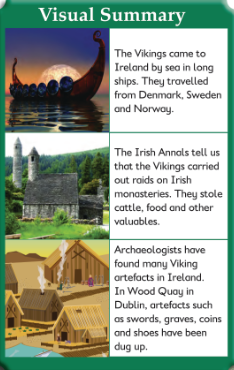 Visual Summary
The Vikings came to
Ireland by sea in long
ships. They travelled
from Denmark, Sweden
and Norway.
The Irish Annals tell us
that the Vikings carried
out raids on Irish
monasteries. They stole
cattle, food and other
valuables.
Archaeologists have
found many Viking
artefacts in Ireland.
In Wood Quay in
Dublin, artefacts such
as swords, graves, coins
and shoes have been
dug up.